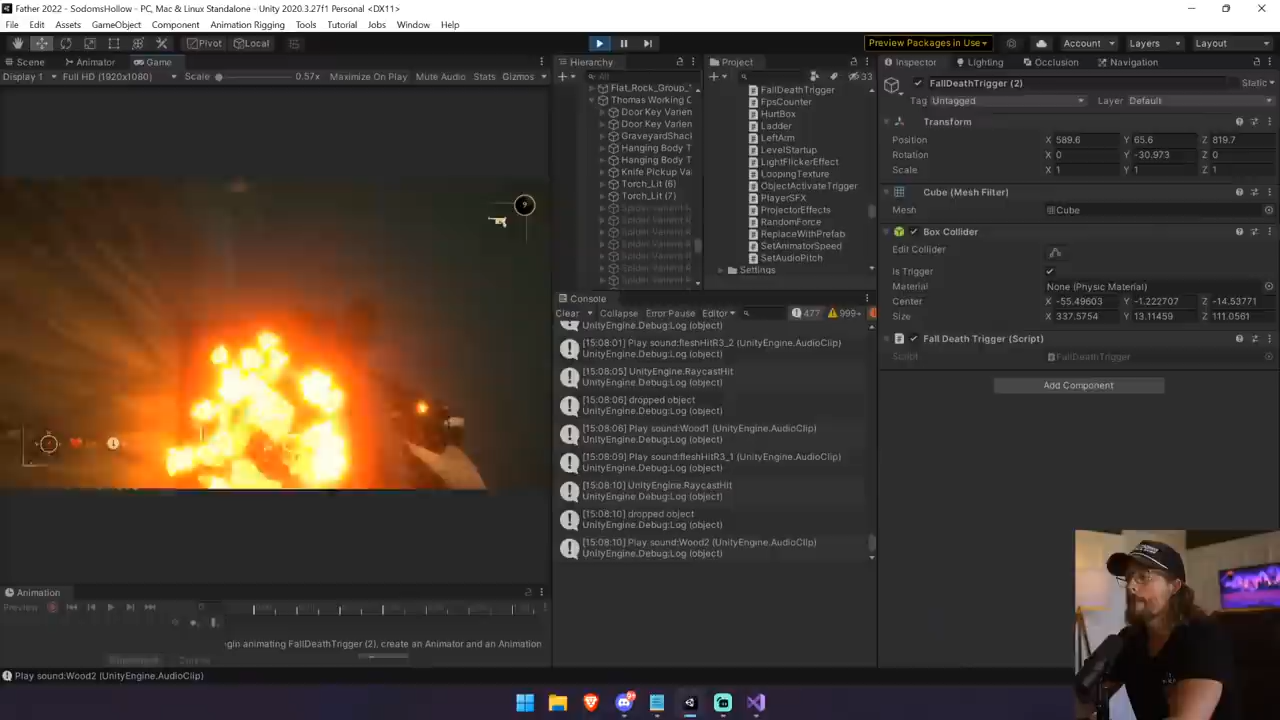 Father 2022 - SodomsHollow - PC, Mac & Linux Standalone - Unity 2020.3.27f1 Personal <DX11>
File Edit Assets GameObject Component Animation Rigging Tools Tutorial Jobs Window Help
Pivot Local
Preview Packages in Use Account Layers Layout
Scene Animator Game
Display 1 Full HD (1920x1080) Scale 0.57x Maximize On Play Mute Audio Stats Gizmos
9
Hierarchy
All
Flat_Rock_Group_
Thomas Working C
Door Key Varien
Door Key Varien
GraveyardShack
Hanging Body T
Hanging Body T
Knife Pickup Va
Torch_Lit (6)
Torch_Lit (7)
Project
33
FallDeathTrigger
FpsCounter
HurtBox
Ladder
LeftArm
LevelStartup
LightFlickerEffect
LoopingTexture
ObjectActivateTrigger
PlayerSFX
ProjectorEffects
RandomForce
ReplaceWithPrefab
SetAnimatorSpeed
SetAudioPitch
Settings
Console
Clear Collapse Error Pause Editor 477 999+
UnityEngine.Debug:Log (object)
[15:08:01] Play sound:fleshHitR3_2 (UnityEngine.AudioClip)
UnityEngine.Debug:Log (object)
[15:08:05] UnityEngine.RaycastHit
UnityEngine.Debug:Log (object)
[15:08:06] dropped object
UnityEngine.Debug:Log (object)
[15:08:06] Play sound:Wood1 (UnityEngine.AudioClip)
UnityEngine.Debug:Log (object)
[15:08:09] Play sound:fleshHitR3_1 (UnityEngine.AudioClip)
UnityEngine.Debug:Log (object)
[15:08:10] UnityEngine.RaycastHit
UnityEngine.Debug:Log (object)
[15:08:10] dropped object
UnityEngine.Debug:Log (object)
[15:08:10] Play sound:Wood2 (UnityEngine.AudioClip)
UnityEngine.Debug:Log (object)
Inspector Lighting Occlusion Navigation
FallDeathTrigger (2) Static
Tag Untagged Layer Default
Transform
Position X 589.6 Y 65.6 Z 819.7
Rotation X 0 Y -30.973 Z 0
Scale X 1 Y 1 Z 1
Cube (Mesh Filter)
Mesh Cube
Box Collider
Edit Collider
Is Trigger
Material None (Physic Material)
Center X -55.49603 Y -1.222707 Z -14.53771
Size X 337.5754 Y 13.11459 Z 111.0561
Fall Death Trigger (Script)
Script FallDeathTrigger
Add Component
Animation
Preview 0
gin animating FallDeathTrigger (2), create an Animator and an Animation
Play sound:Wood2 (UnityEngine.AudioClip)